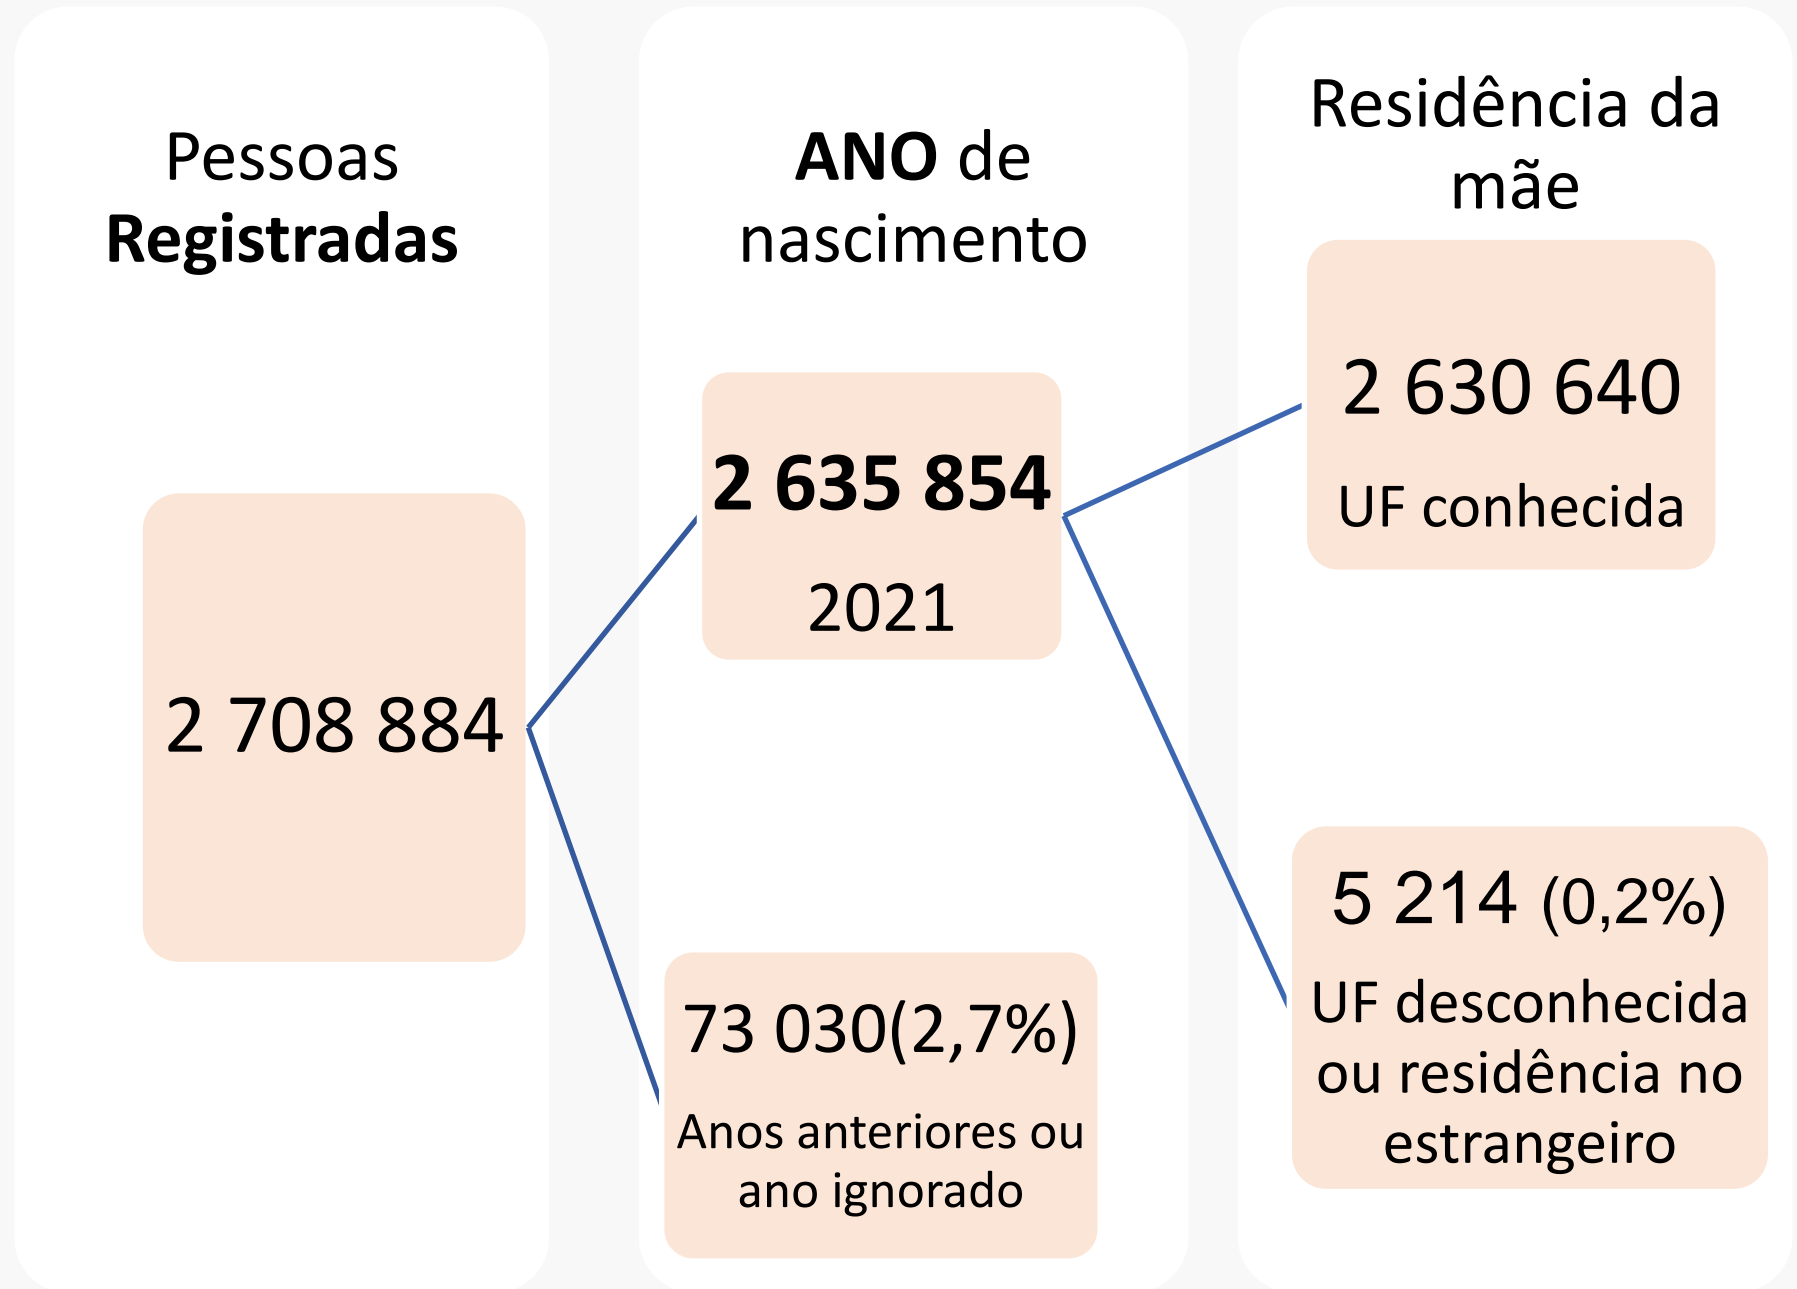 Pessoas
Registradas
2 708 884
ANO de
nascimento
2 635 854
2021
73 030(2,7%)
Anos anteriores ou
ano ignorado
Residência da
mãe
2 630 640
UF conhecida
5 214 (0,2%)
UF desconhecida
ou residência no
estrangeiro